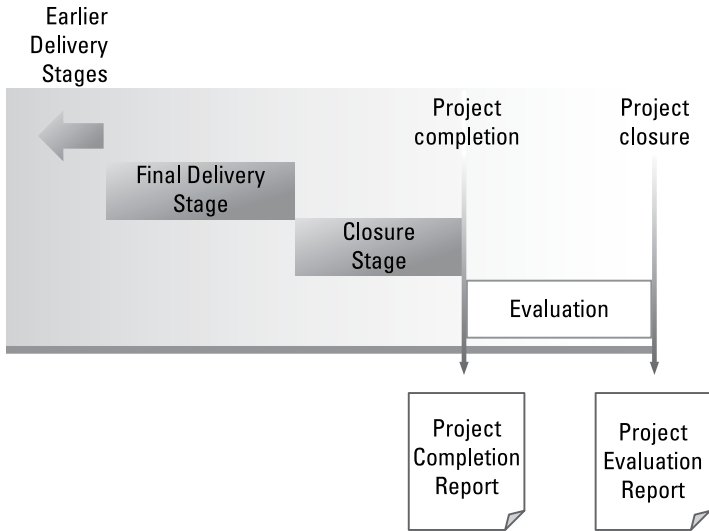 Earlier
Delivery
Stages
Project
completion
Project
closure
Final Delivery
Stage
Closure
Stage
Evaluation
Project
Completion
Report
Project
Evaluation
Report